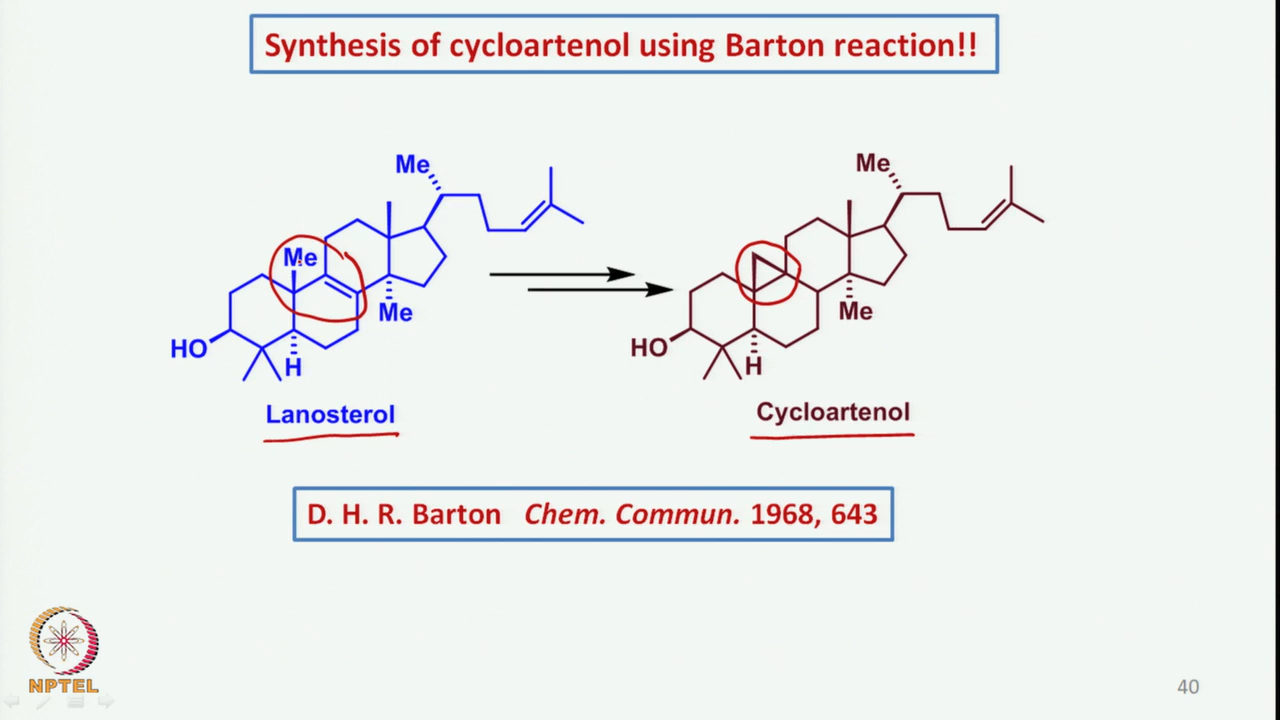 Synthesis of cycloartenol using Barton reaction!!
Me
Me
Me
HO
H
Lanosterol
Me
Me
HO
H
Cycloartenol
D. H. R. Barton Chem. Commun. 1968, 643
NPTEL
40